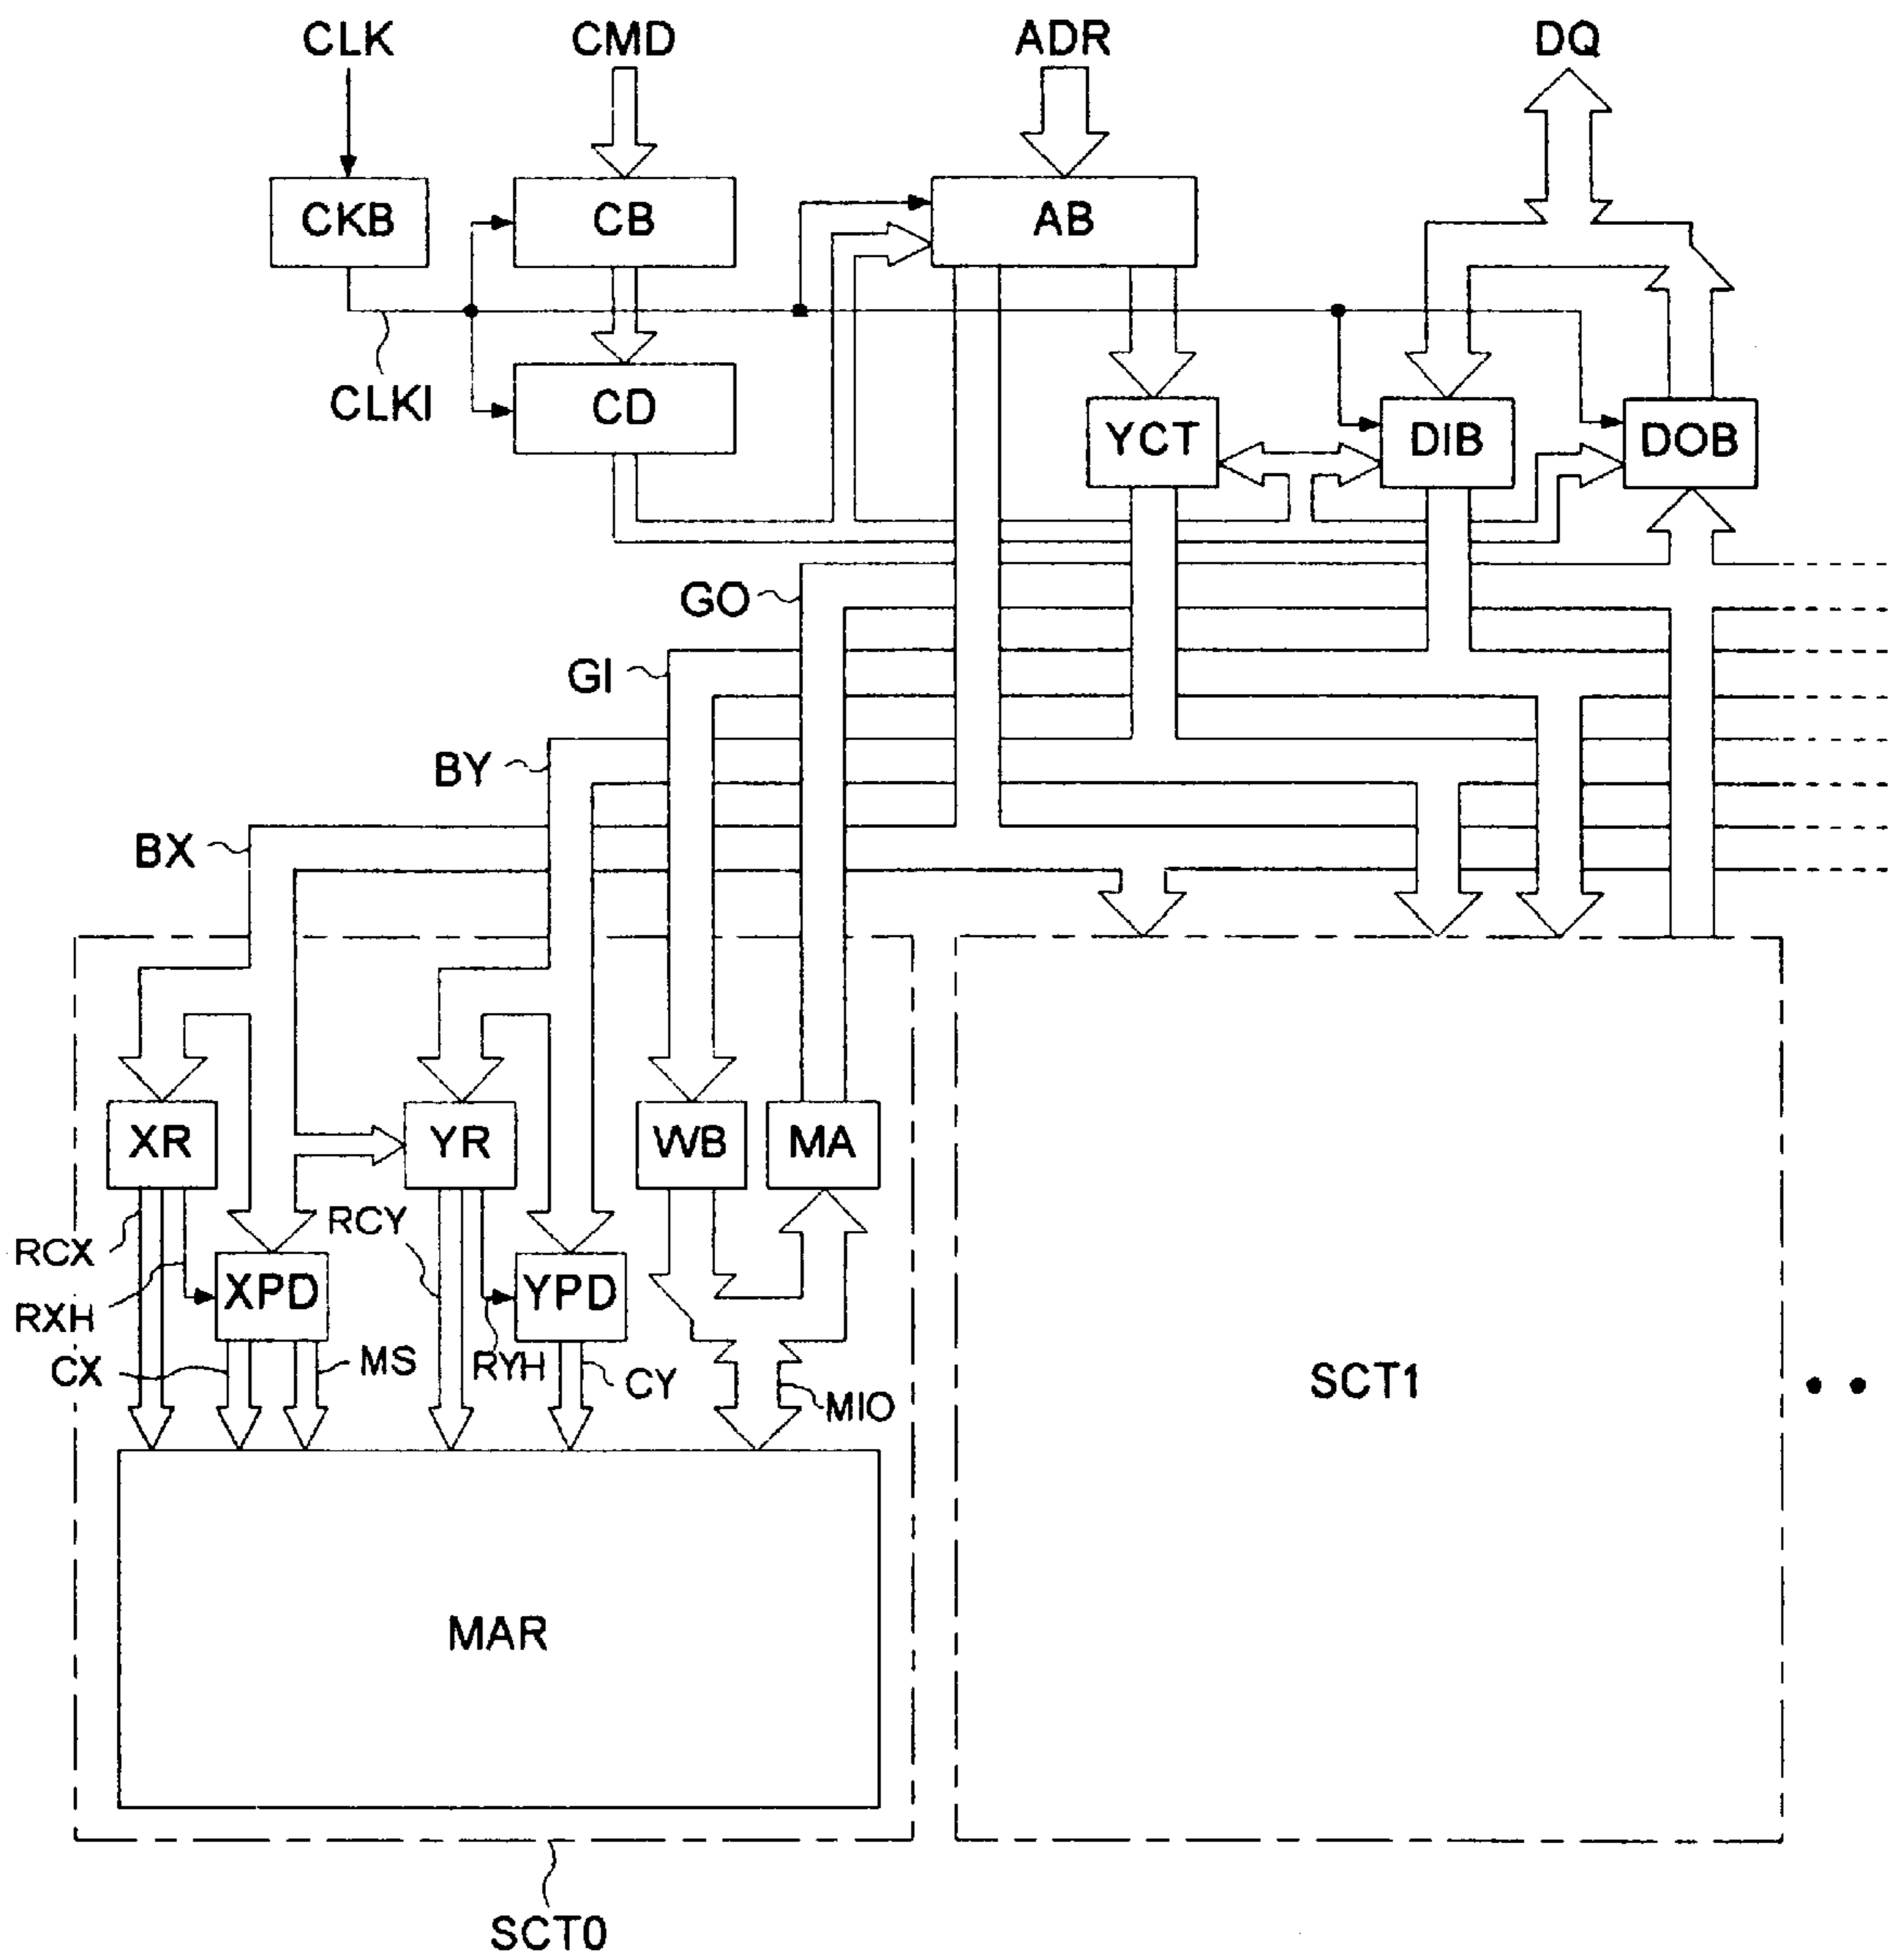 CLK CMD ADR DQ
CKB CB AB
CLKI CD YCT DIB DOB
GO
GI
BY
BX
XR YR WB MA
RCX RCY
RXH XPD YPD
CX MS RYH CY MIO
SCT1 • •
MAR
SCT0